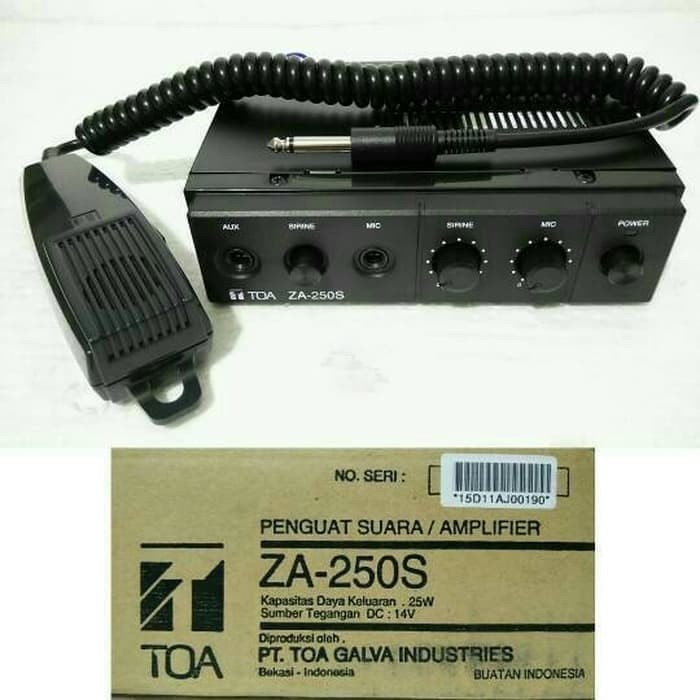 AUX SIRINE MIC SIRINE MIC POWER
TOA ZA-250S
NO. SERI :
*15D11AJ00190*
PENGUAT SUARA / AMPLIFIER
ZA-250S
Kapasitas Daya Keluaran . 25W
Sumber Tegangan DC : 14V
TOA
Diproduksi oleh .
PT. TOA GALVA INDUSTRIES
Bekasi - Indonesia BUATAN INDONESIA